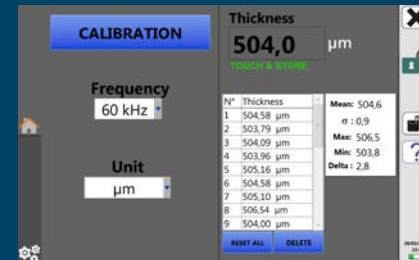 CALIBRATION
Frequency
60 kHz
Unit
µm
Thickness
504,0 µm
TOUCH & STORE
N° Thickness
1 504,58 µm
2 503,79 µm
3 504,09 µm
4 503,96 µm
5 505,16 µm
6 504,58 µm
7 505,10 µm
8 506,54 µm
9 504,00 µm
RESET ALL DELETE
Mean: 504,6
σ : 0,9
Max: 506,5
Min: 503,8
Delta : 2,8
?